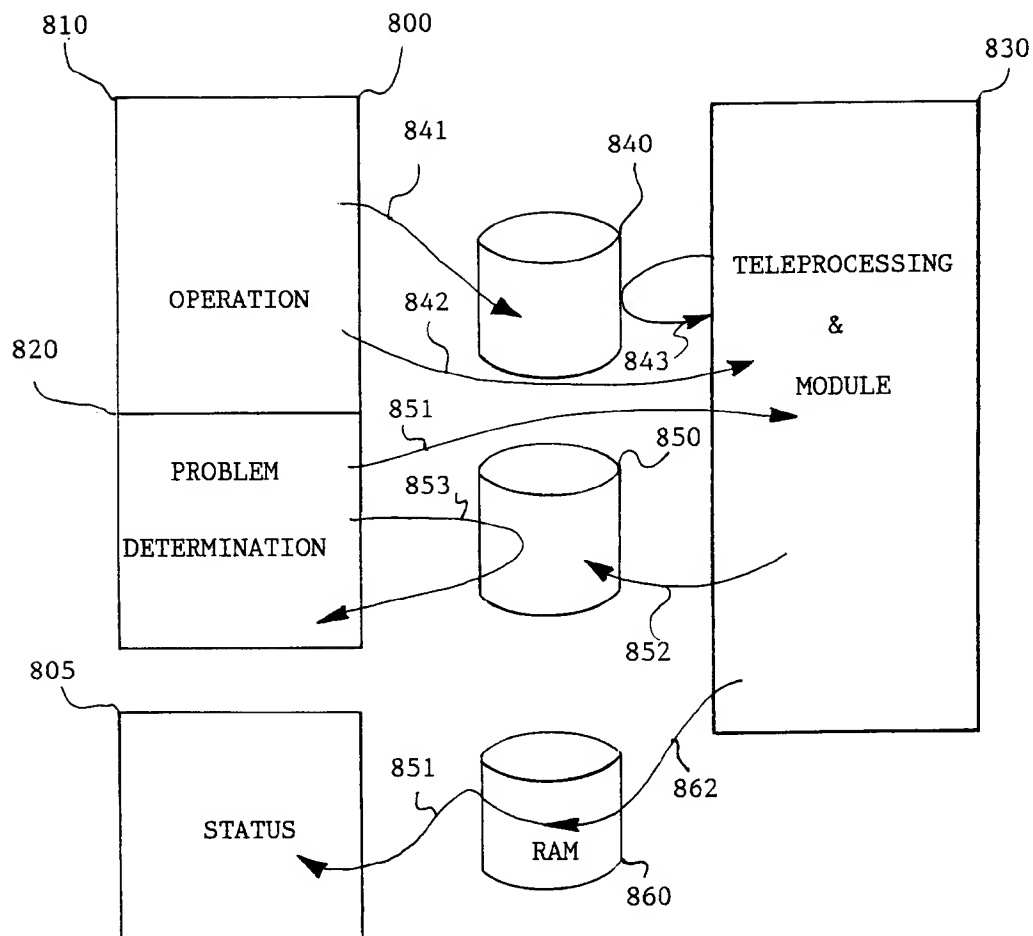 810
800
830
841
840
TELEPROCESSING
OPERATION
842
&
843
820
MODULE
851
850
PROBLEM
853
DETERMINATION
852
805
851
862
STATUS
RAM
860